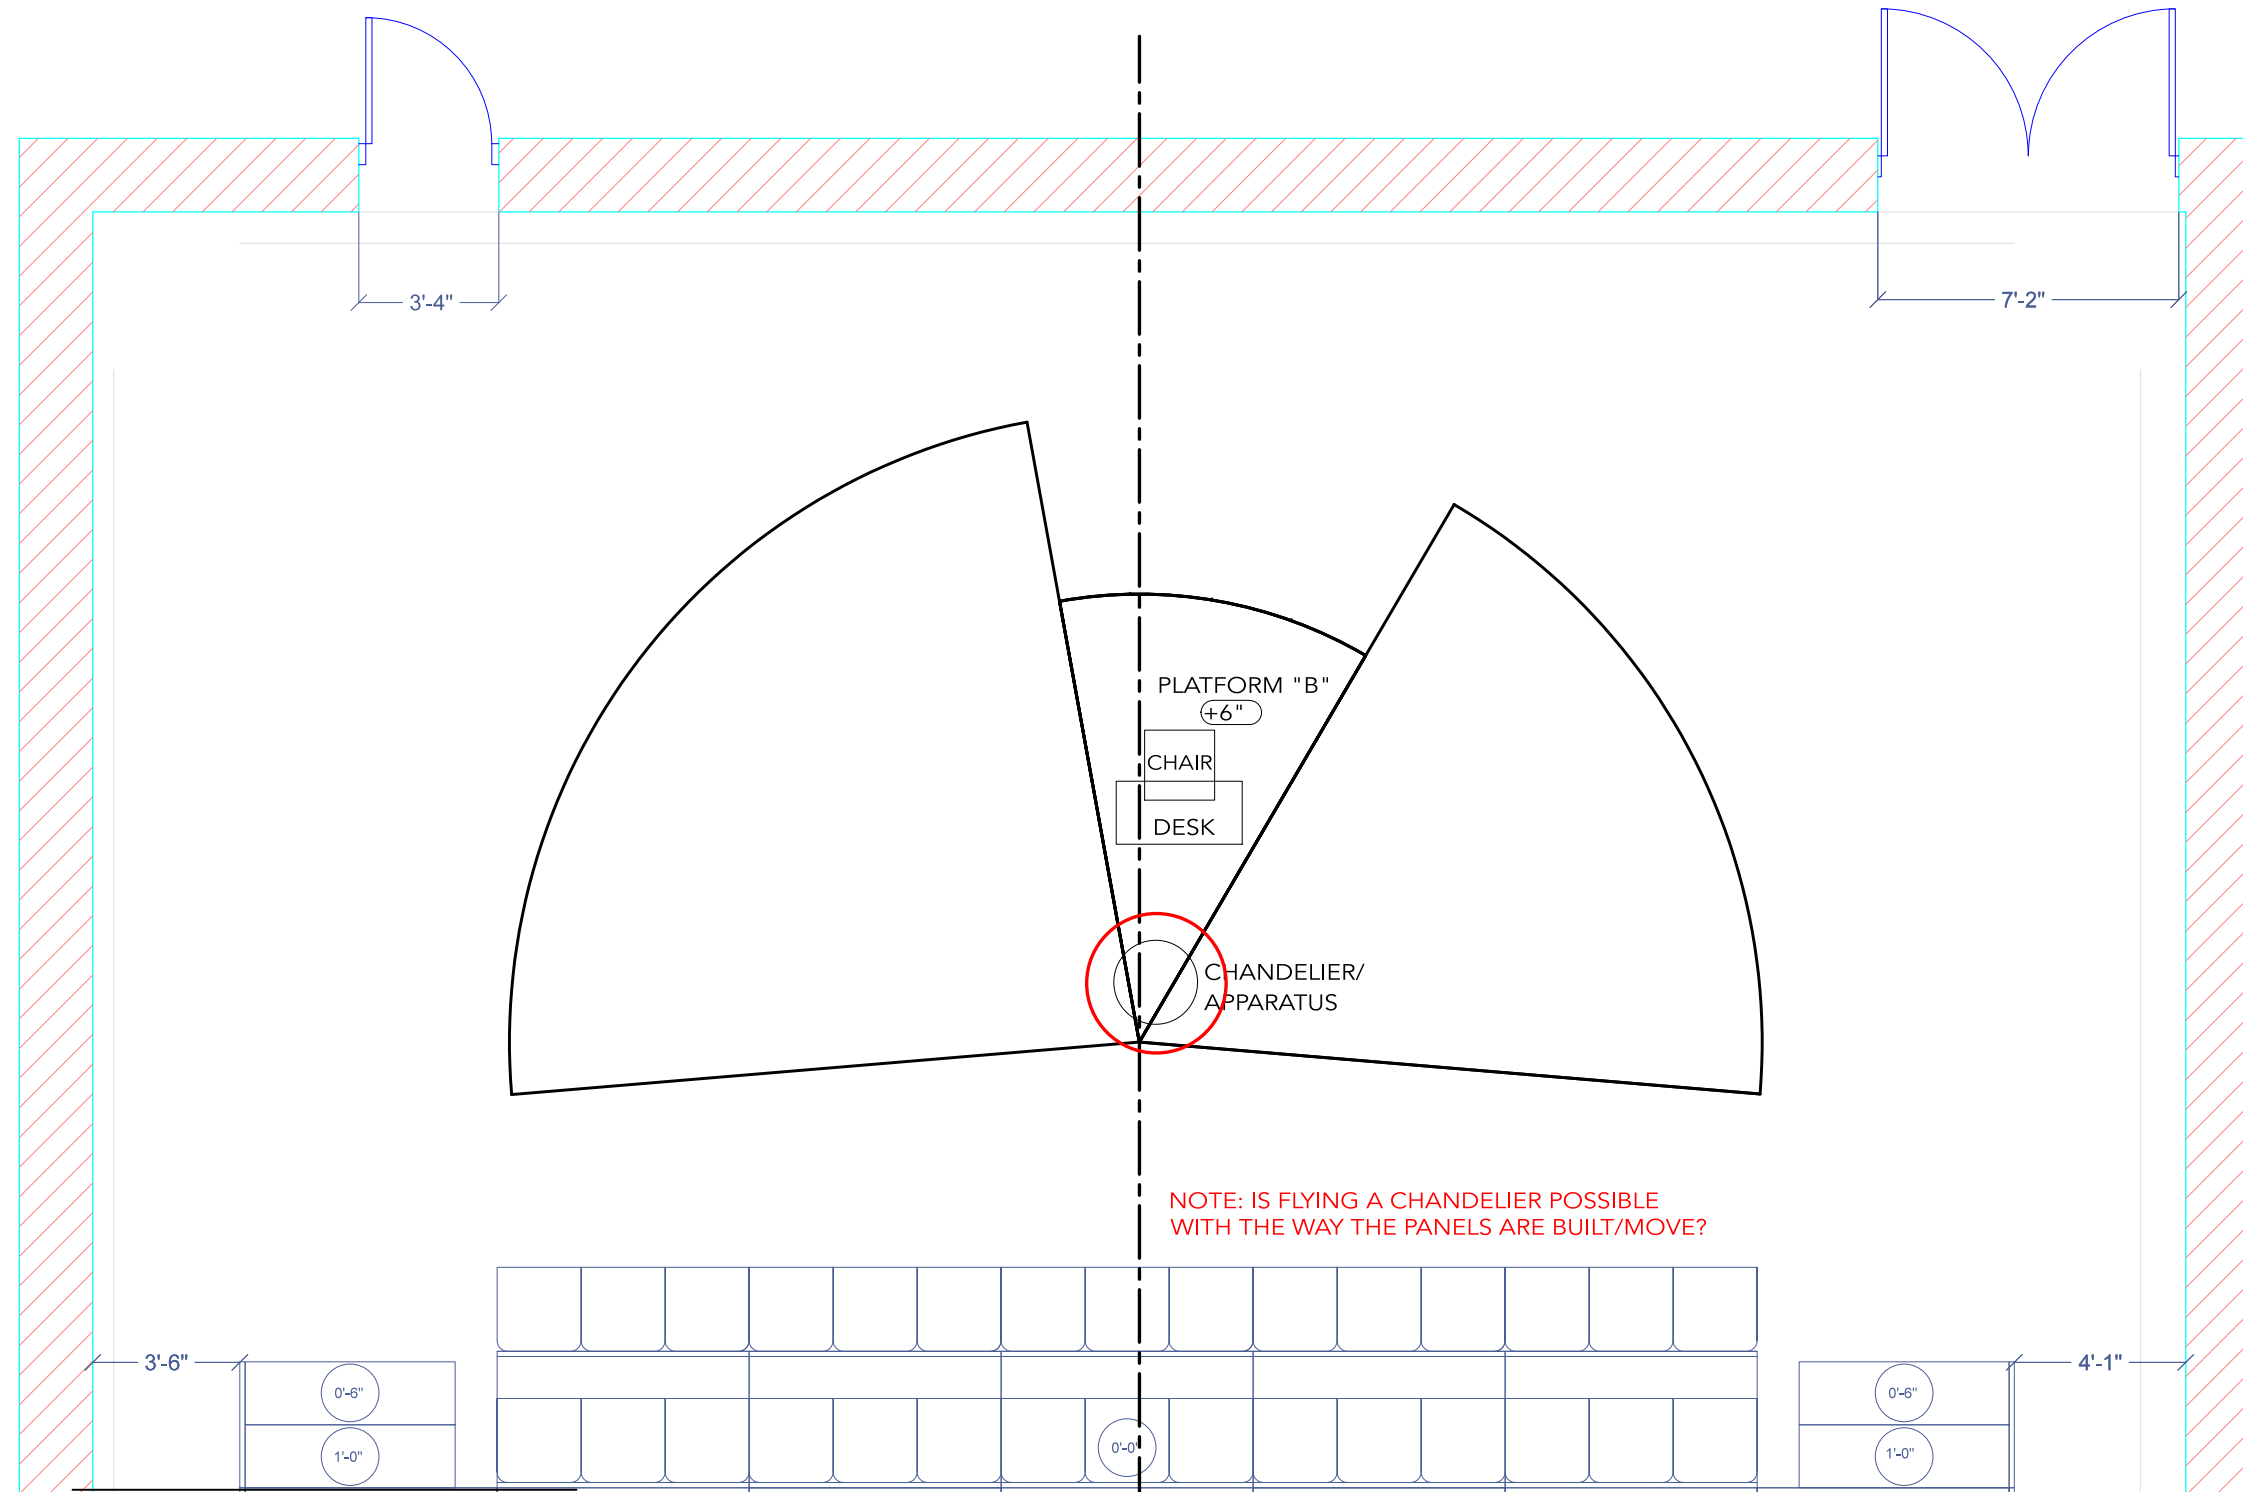 3'-4"
7'-2"
PLATFORM "B"
+6"
CHAIR
DESK
CHANDELIER/
APPARATUS
NOTE: IS FLYING A CHANDELIER POSSIBLE
WITH THE WAY THE PANELS ARE BUILT/MOVE?
3'-6"
4'-1"
0'-6"
0'-6"
1'-0"
0'-0"
1'-0"